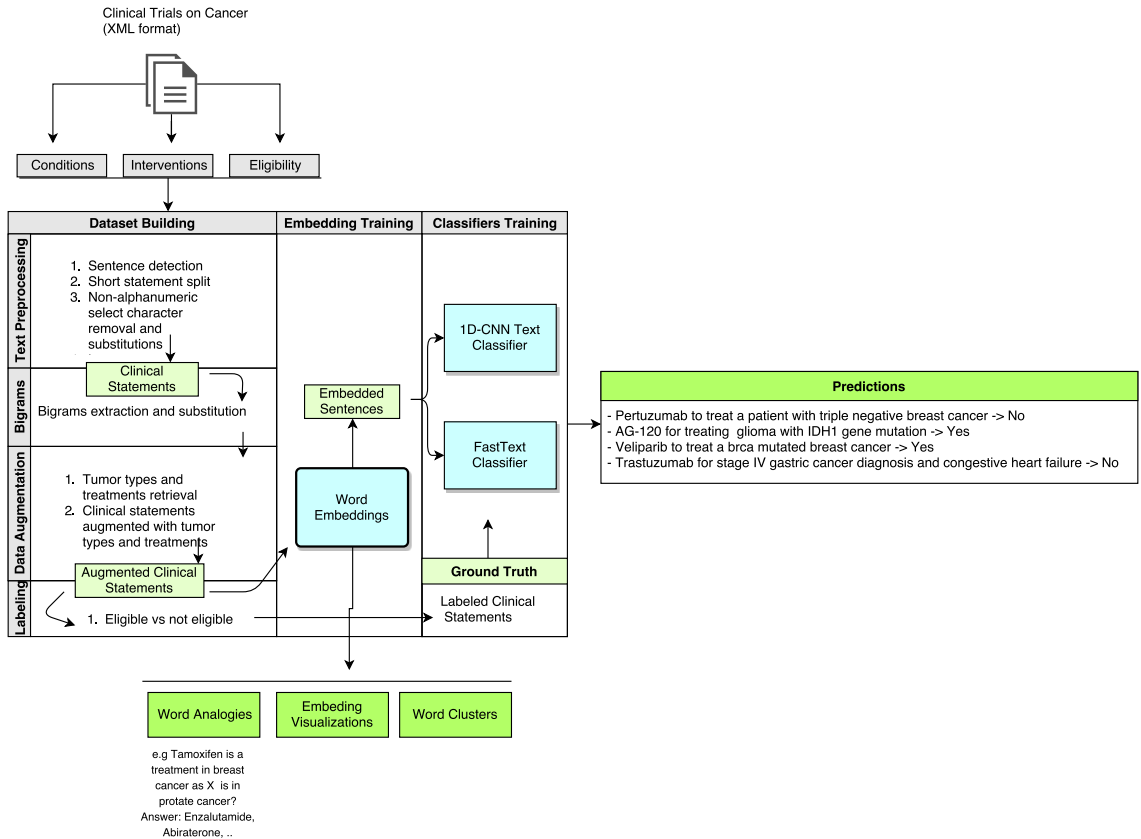 Clinical Trials on Cancer
(XML format)
Conditions
Interventions
Eligibility
Dataset Building
Embedding Training
Classifiers Training
Text Preprocessing
1. Sentence detection
2. Short statement split
3. Non-alphanumeric
select character
removal and
substitutions
Clinical
Statements
Bigrams
Bigrams extraction and substitution
Data Augmentation
1. Tumor types and
treatments retrieval
2. Clinical statements
augmented with tumor
types and treatments
Augmented Clinical
Statements
Labeling
1. Eligible vs not eligible
Embedded
Sentences
Word
Embeddings
1D-CNN Text
Classifier
FastText
Classifier
Ground Truth
Labeled Clinical
Statements
Predictions
- Pertuzumab to treat a patient with triple negative breast cancer -> No
- AG-120 for treating  glioma with IDH1 gene mutation -> Yes
- Veliparib to treat a brca mutated breast cancer -> Yes
- Trastuzumab for stage IV gastric cancer diagnosis and congestive heart failure -> No
Word Analogies
Embeding
Visualizations
Word Clusters
e.g Tamoxifen is a
treatment in breast
cancer as X  is in
protate cancer?
Answer: Enzalutamide,
Abiraterone, ..